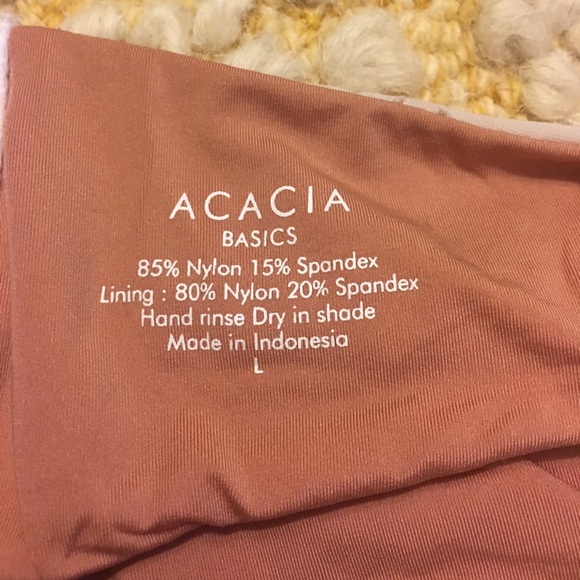 ACACIA
BASICS
85% Nylon 15% Spandex
Lining : 80% Nylon 20% Spandex
Hand rinse Dry in shade
Made in Indonesia
L